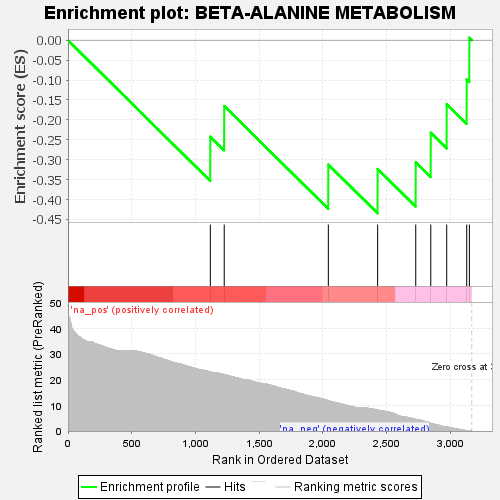 Enrichment plot: BETA-ALANINE METABOLISM
Enrichment score (ES)
0.00
-0.05
-0.10
-0.15
-0.20
-0.25
-0.30
-0.35
-0.40
-0.45
'na_pos' (positively correlated)
Ranked list metric (PreRanked)
50
40
30
20
10
0
Zero cross at 3
'na_neg' (negatively correlated)
0
500
1,000
1,500
2,000
2,500
3,000
Rank in Ordered Dataset
Enrichment profile
Hits
Ranking metric scores